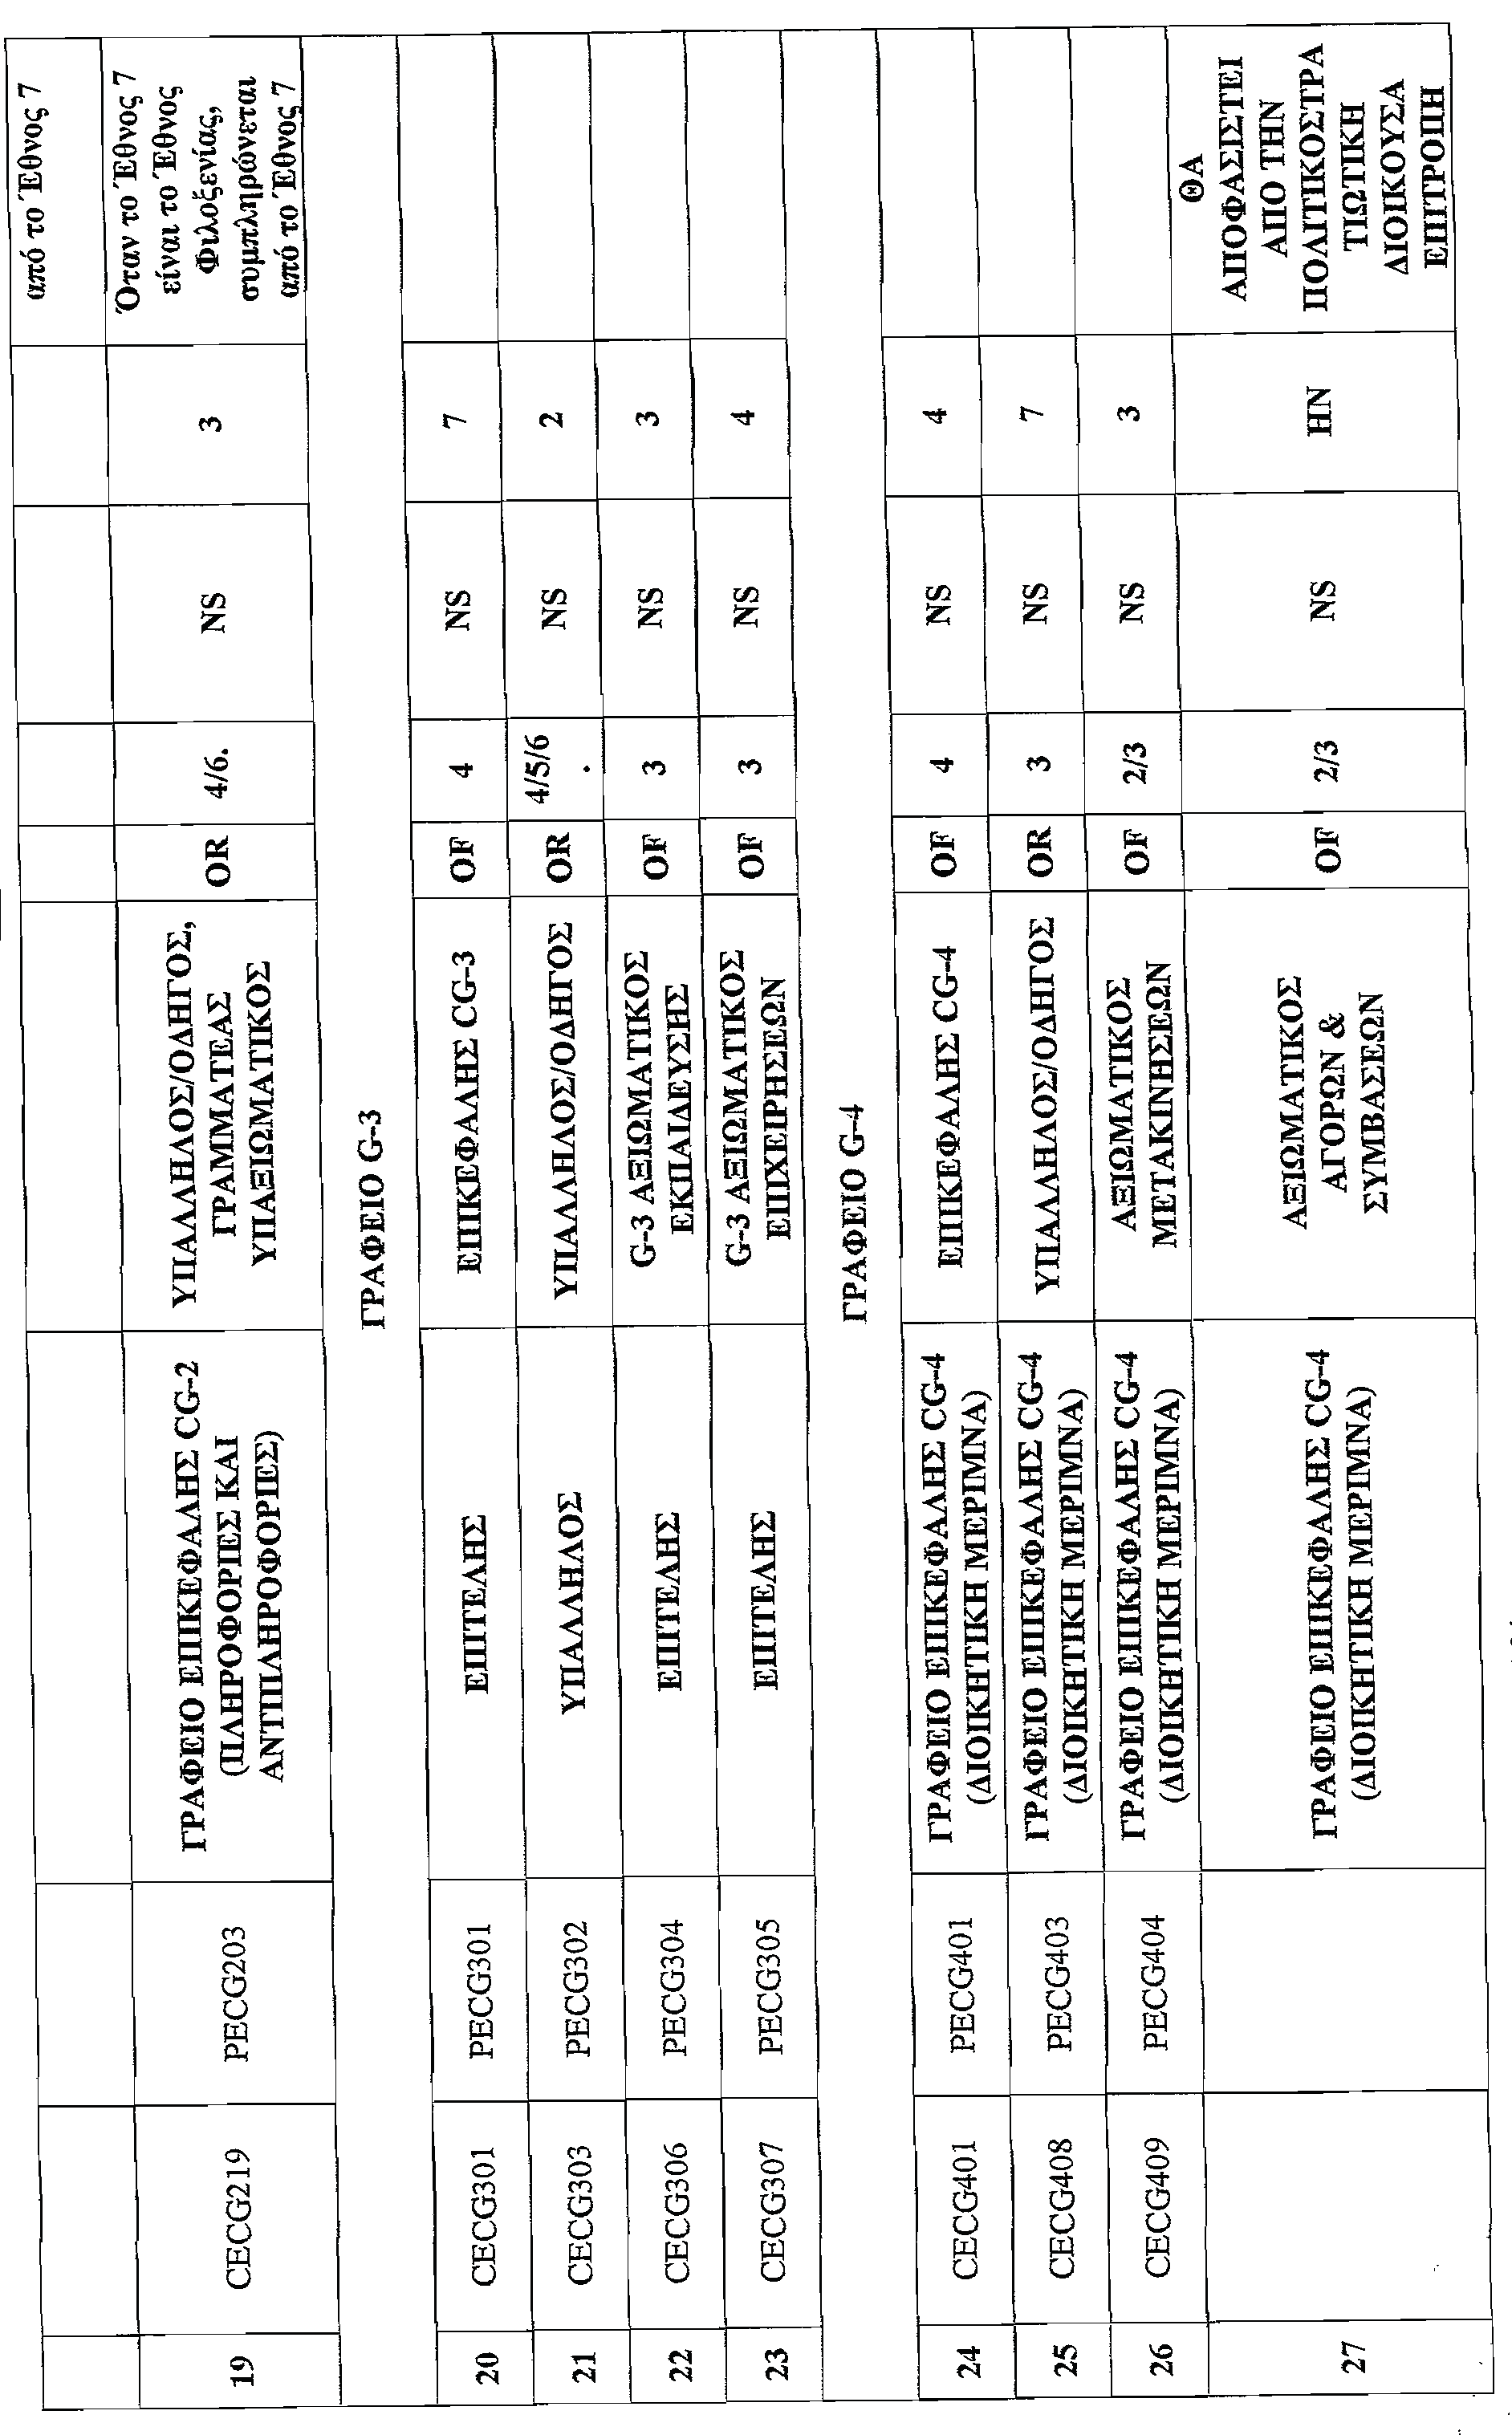 από το Έθνος 7
19 CECG219 PECG203 ΓΡΑΦΕΙΟ ΕΠΙΚΕΦΑΛΗΣ CG-2 (ΠΛΗΡΟΦΟΡΙΕΣ ΚΑΙ ΑΝΤΙΠΛΗΡΟΦΟΡΙΕΣ) ΥΠΑΛΛΗΛΟΣ/ΟΔΗΓΟΣ, ΓΡΑΜΜΑΤΕΑΣ ΥΠΑΞΙΩΜΑΤΙΚΟΣ OR 4/6. NS 3 Όταν το Έθνος 7 είναι το Έθνος Φιλοξενίας, συμπληρώνεται από το Έθνος 7
ΓΡΑΦΕΙΟ G-3
20 CECG301 PECG301 ΕΠΙΤΕΛΗΣ ΕΠΙΚΕΦΑΛΗΣ CG-3 OF 4 NS 7
21 CECG303 PECG302 ΥΠΑΛΛΗΛΟΣ ΥΠΑΛΛΗΛΟΣ/ΟΔΗΓΟΣ OR 4/5/6. NS 2
22 CECG306 PECG304 ΕΠΙΤΕΛΗΣ G-3 ΑΞΙΩΜΑΤΙΚΟΣ ΕΚΠΑΙΔΕΥΣΗΣ OF 3 NS 3
23 CECG307 PECG305 ΕΠΙΤΕΛΗΣ G-3 ΑΞΙΩΜΑΤΙΚΟΣ ΕΠΙΧΕΙΡΗΣΕΩΝ OF 3 NS 4
ΓΡΑΦΕΙΟ G-4
24 CECG401 PECG401 ΓΡΑΦΕΙΟ ΕΠΙΚΕΦΑΛΗΣ CG-4 (ΔΙΟΙΚΗΤΙΚΗ ΜΕΡΙΜΝΑ) ΕΠΙΚΕΦΑΛΗΣ CG-4 OF 4 NS 4
25 CECG408 PECG403 ΓΡΑΦΕΙΟ ΕΠΙΚΕΦΑΛΗΣ CG-4 (ΔΙΟΙΚΗΤΙΚΗ ΜΕΡΙΜΝΑ) ΥΠΑΛΛΗΛΟΣ/ΟΔΗΓΟΣ OR 3 NS 7
26 CECG409 PECG404 ΓΡΑΦΕΙΟ ΕΠΙΚΕΦΑΛΗΣ CG-4 (ΔΙΟΙΚΗΤΙΚΗ ΜΕΡΙΜΝΑ) ΑΞΙΩΜΑΤΙΚΟΣ ΜΕΤΑΚΙΝΗΣΕΩΝ OF 2/3 NS 3
27 ΓΡΑΦΕΙΟ ΕΠΙΚΕΦΑΛΗΣ CG-4 (ΔΙΟΙΚΗΤΙΚΗ ΜΕΡΙΜΝΑ) ΑΞΙΩΜΑΤΙΚΟΣ ΑΓΟΡΩΝ & ΣΥΜΒΑΣΕΩΝ OF 2/3 NS HN ΘΑ ΑΠΟΦΑΣΙΣΤΕΙ ΑΠΟ ΤΗΝ ΠΟΛΙΤΙΚΟΣΤΡΑ ΤΙΩΤΙΚΗ ΔΙΟΙΚΟΥΣΑ ΕΠΙΤΡΟΠΗ